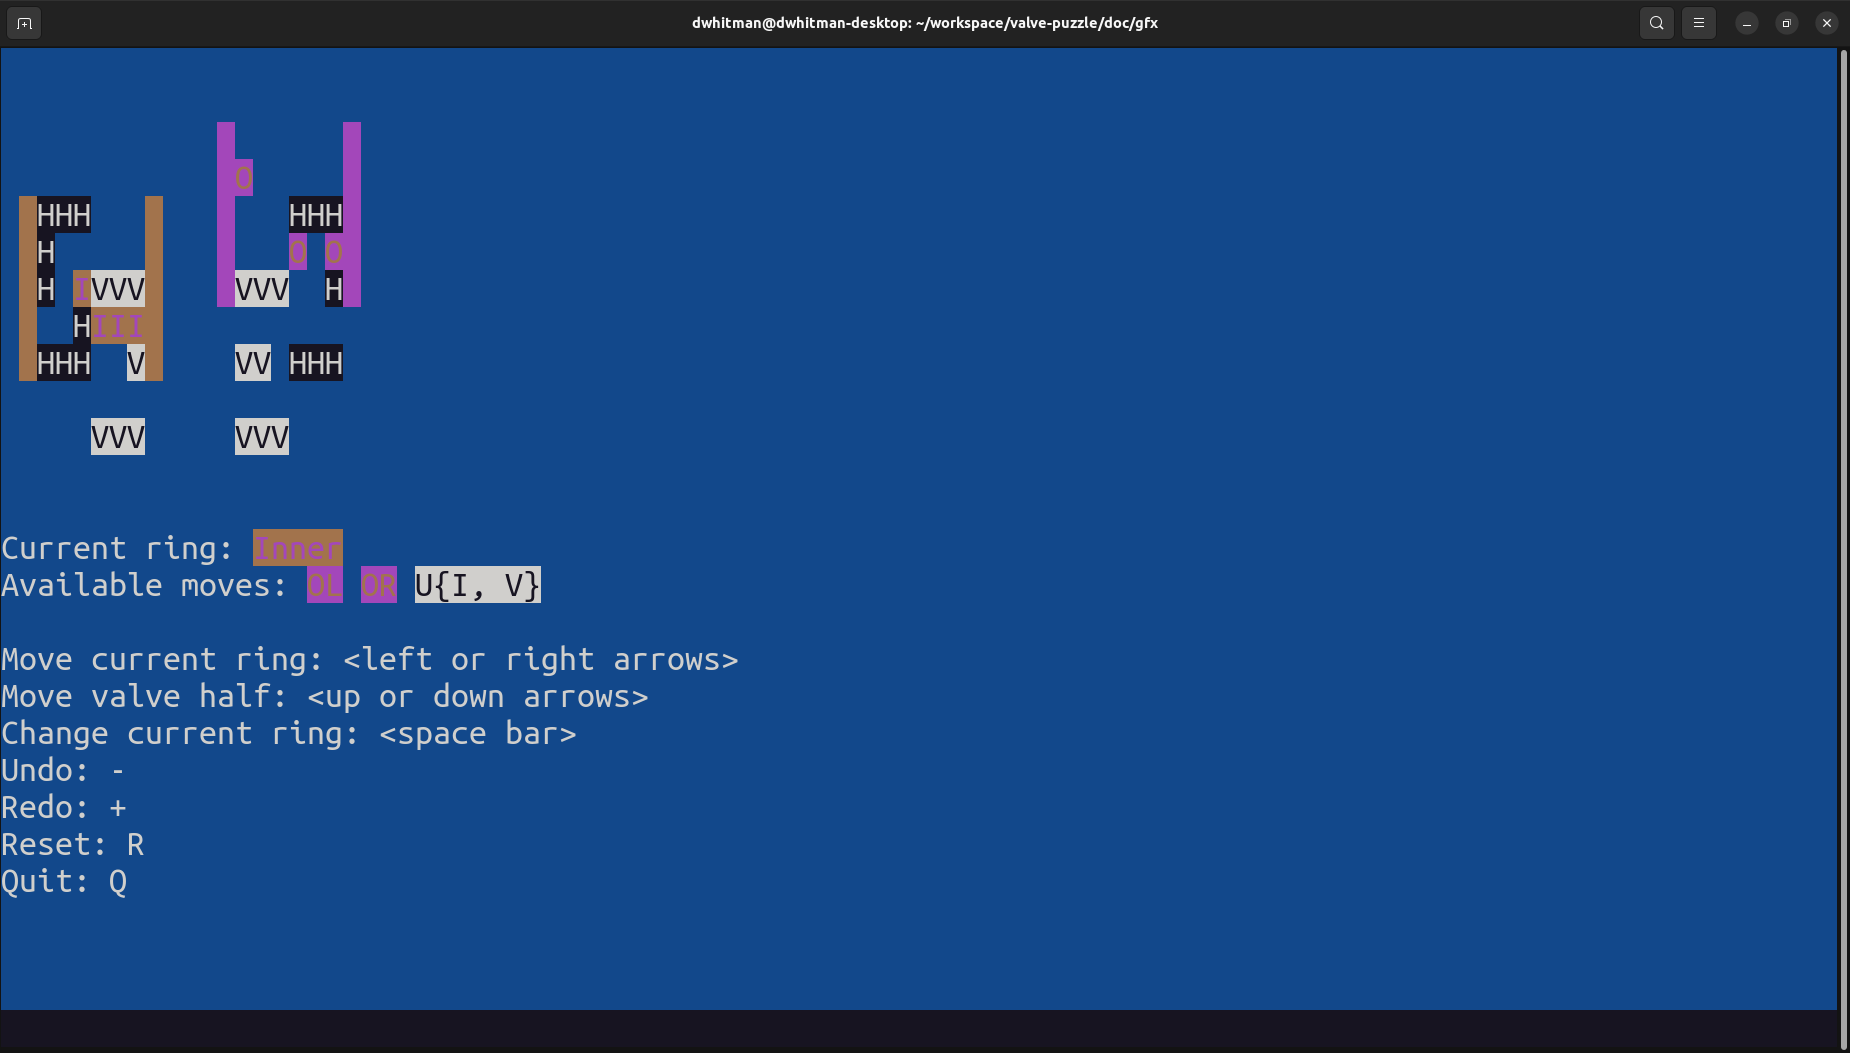 dwhitman@dwhitman-desktop: ~/workspace/valve-puzzle/doc/gfx
O
HHH HHH
H O O
H IVVV VVV H
HIII
HHH V VV HHH
VVV VVV
Current ring: Inner
Available moves: OL OR U{I, V}
Move current ring: <left or right arrows>
Move valve half: <up or down arrows>
Change current ring: <space bar>
Undo: -
Redo: +
Reset: R
Quit: Q